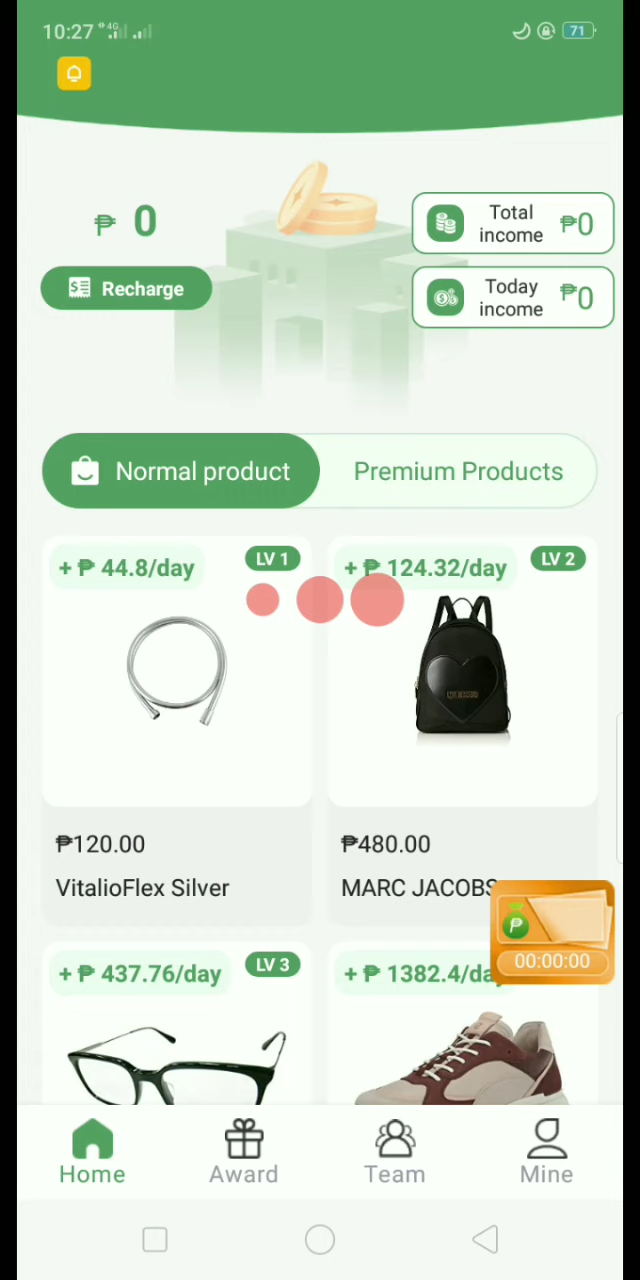 10:27 4G 71
₱ 0
Total income ₱0
Recharge
Today income ₱0
Normal product
Premium Products
+ ₱ 44.8/day LV 1
+ ₱ 124.32/day LV 2
₱120.00
₱480.00
VitalioFlex Silver
MARC JACOBS
₱
00:00:00
+ ₱ 437.76/day LV 3
+ ₱ 1382.4/day
Home
Award
Team
Mine